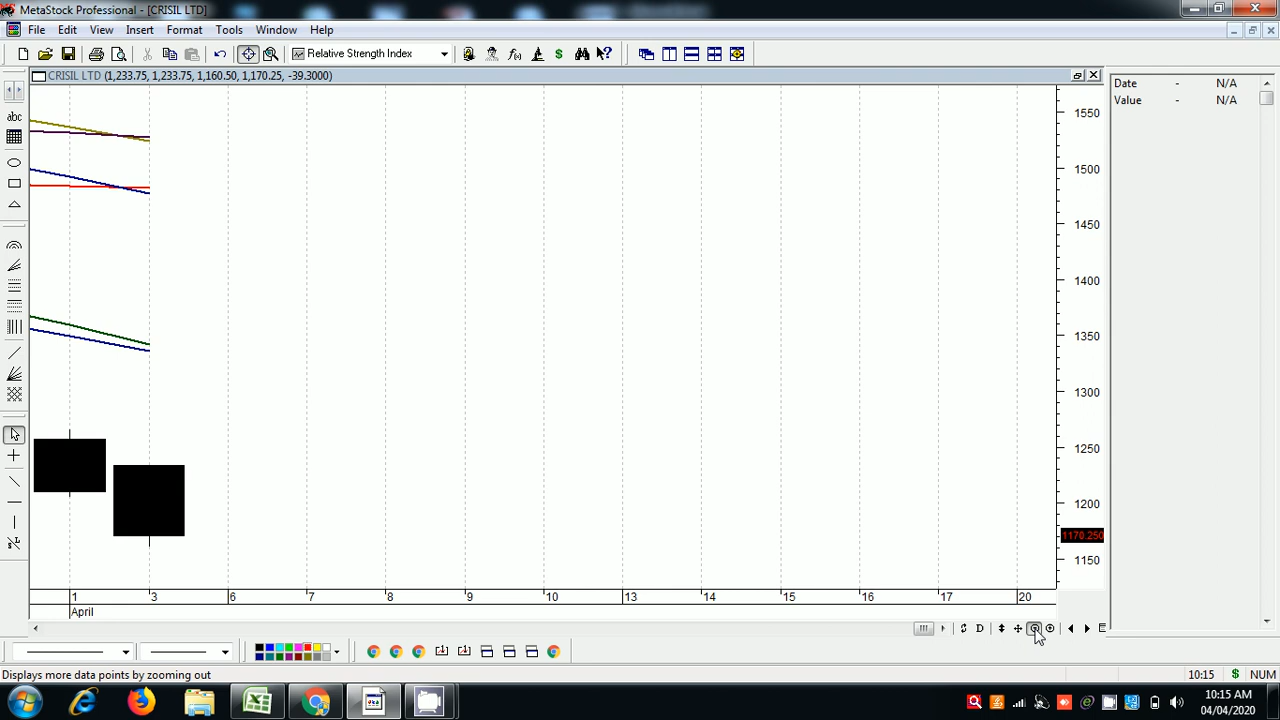 MetaStock Professional - [CRISIL LTD]
File Edit View Insert Format Tools Window Help
Relative Strength Index
CRISIL LTD (1,233.75, 1,233.75, 1,160.50, 1,170.25, -39.3000)
Date - N/A
Value - N/A
abc
1550
1500
1450
1400
1350
1300
1250
1200
1170.250
1150
1 3 6 7 8 9 10 13 14 15 16 17 20
April
D
Displays more data points by zooming out
10:15 $ NUM
10:15 AM
04/04/2020